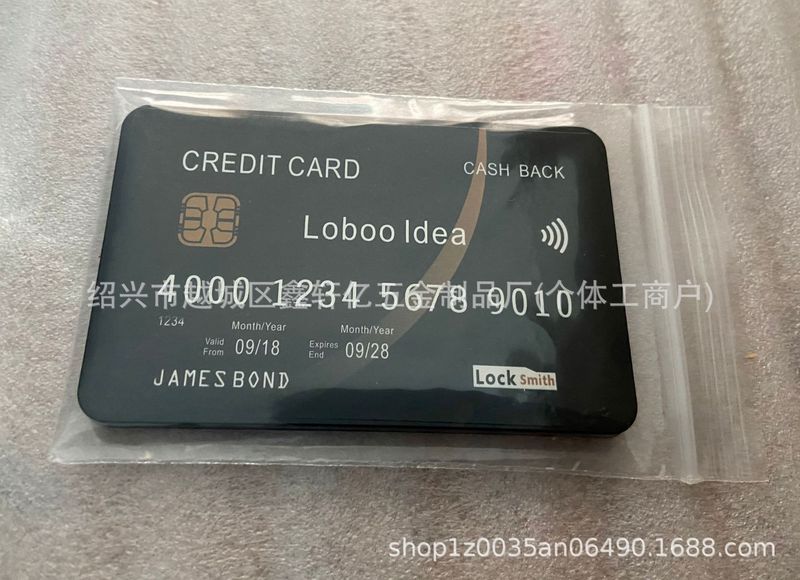 CREDIT CARD
CASH BACK
Loboo Idea
4000 1234 5678 9010
绍兴市越城区鑫轩亿五金制品厂(个体工商户)
1234
Month/Year
Month/Year
Valid From 09/18
Expires End 09/28
JAMES BOND
Lock Smith
shop1z0035an06490.1688.com